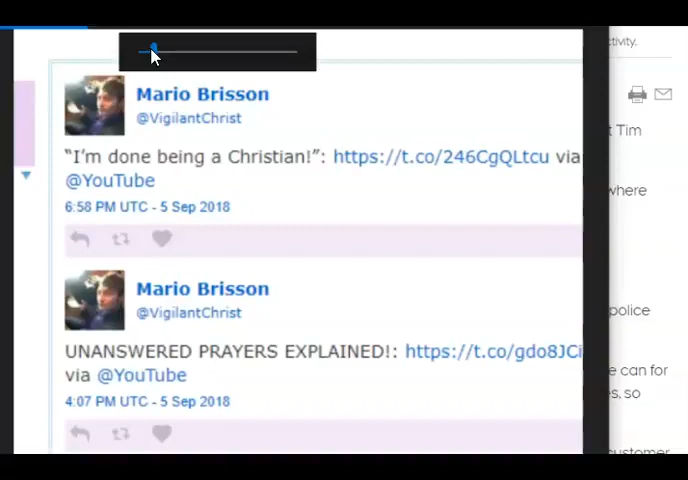 ctivity.
Mario Brisson
@VigilantChrist
t Tim
“I’m done being a Christian!”: https://t.co/246CgQLtcu via
@YouTube
where
6:58 PM UTC - 5 Sep 2018
Mario Brisson
@VigilantChrist
police
UNANSWERED PRAYERS EXPLAINED!: https://t.co/gdo8JCi
via @YouTube
e can for
s, so
4:07 PM UTC - 5 Sep 2018
customer